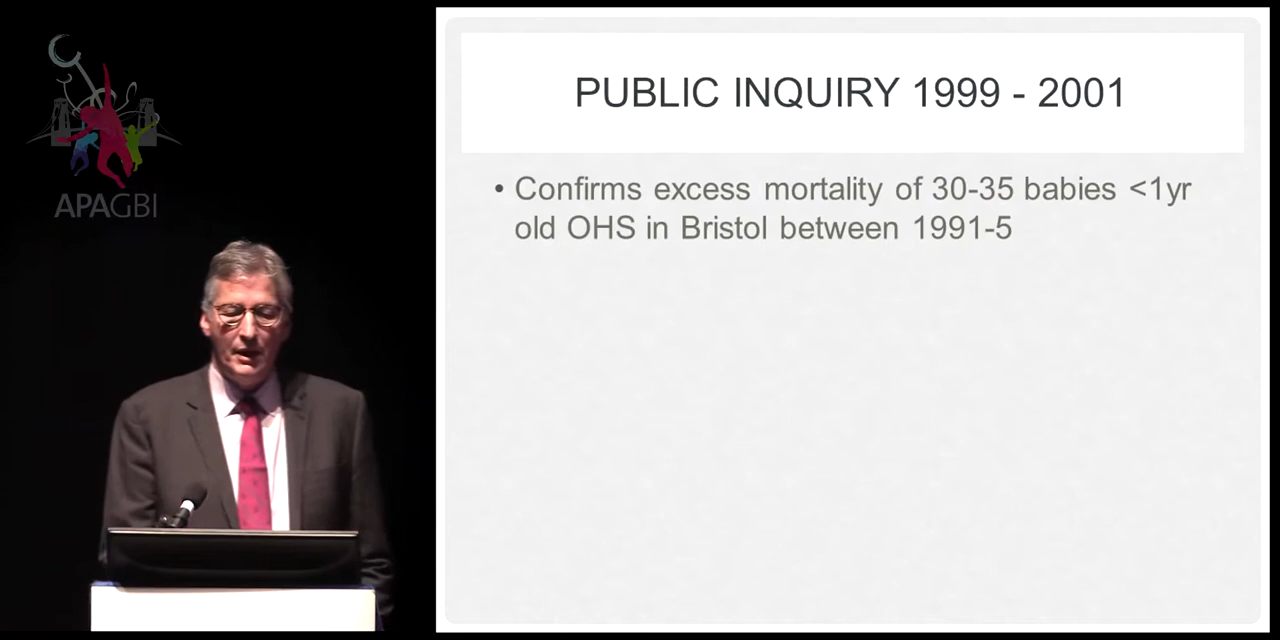 APAGBI
PUBLIC INQUIRY 1999 - 2001
• Confirms excess mortality of 30-35 babies <1yr
old OHS in Bristol between 1991-5